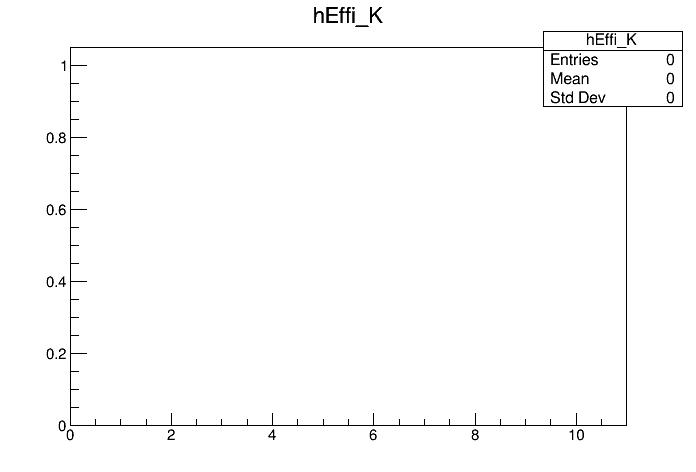 hEffi_K
hEffi_K
Entries 0
Mean 0
Std Dev 0
1
0.8
0.6
0.4
0.2
0
0 2 4 6 8 10